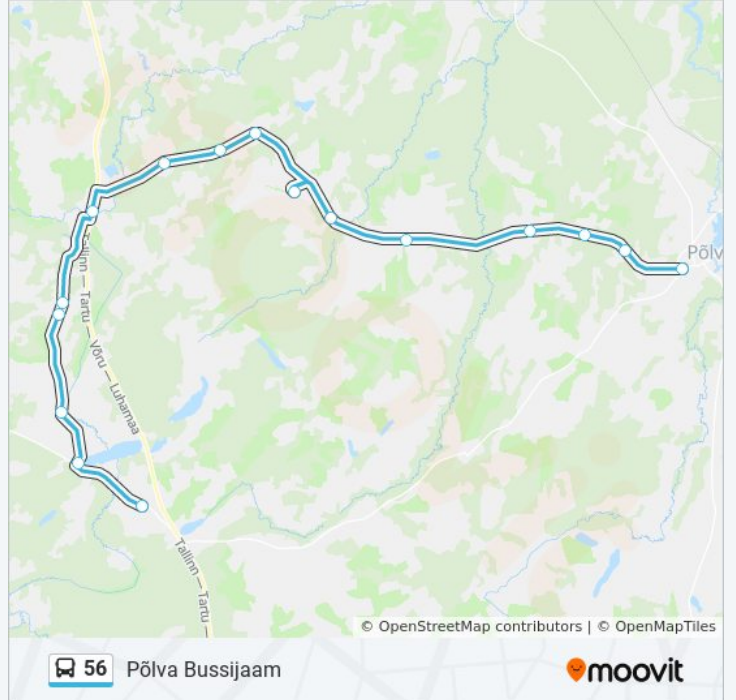 Põlv
Tallinn — Tartu — Võru — Luhamaa
Tallinn — Tartu —
© OpenStreetMap contributors | © OpenMapTiles
56 Põlva Bussijaam
moovit